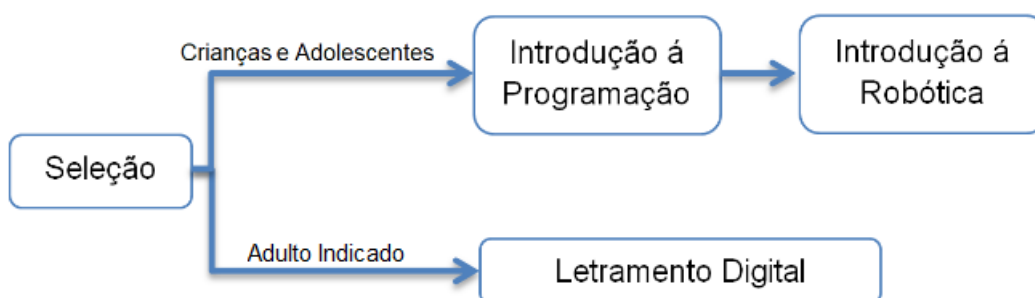 Crianças e Adolescentes
Introdução á
Programação
Introdução á
Robótica
Seleção
Adulto Indicado
Letramento Digital